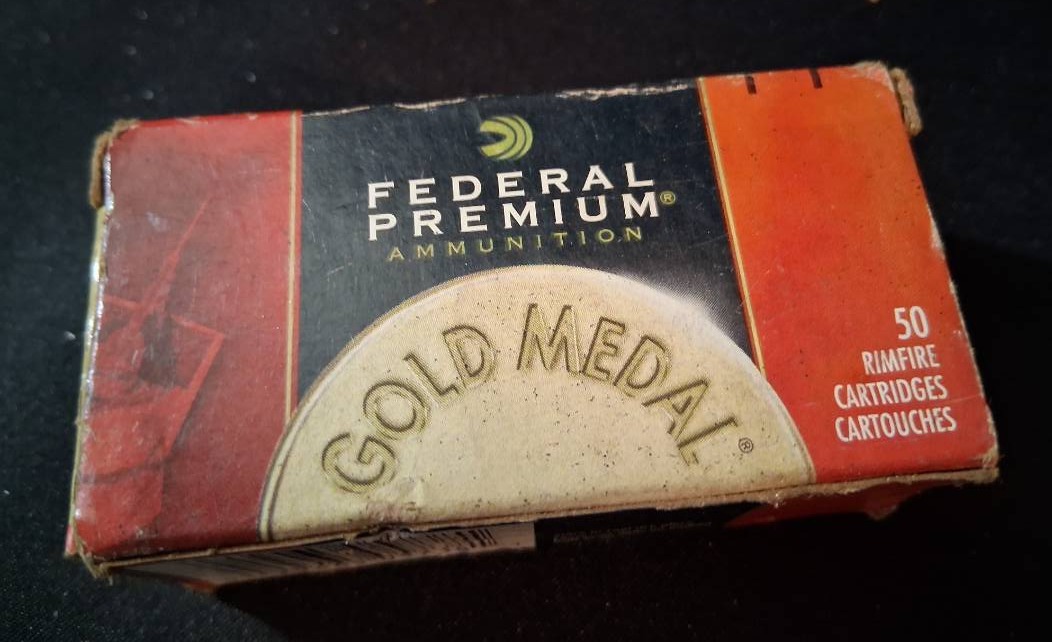 FEDERAL
PREMIUM®
AMMUNITION
GOLD MEDAL®
50
RIMFIRE
CARTRIDGES
CARTOUCHES